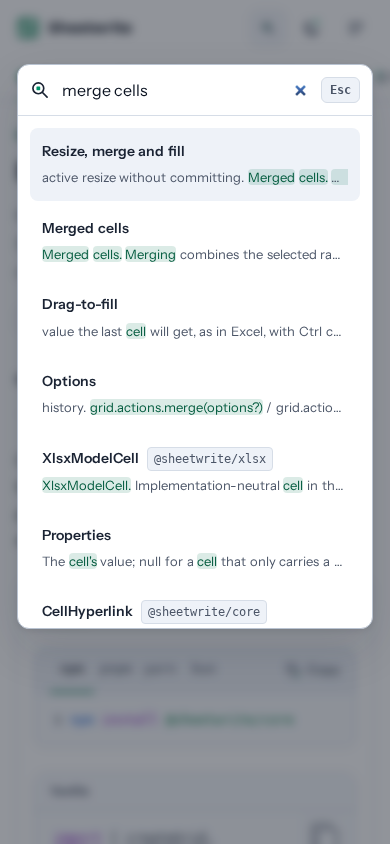 merge cells
Esc
Resize, merge and fill
active resize without committing. Merged cells. …
Merged cells
Merged cells. Merging combines the selected ra…
Drag-to-fill
value the last cell will get, as in Excel, with Ctrl c…
Options
history. grid.actions.merge(options?) / grid.actio…
XlsxModelCell @sheetwrite/xlsx
XlsxModelCell. Implementation-neutral cell in th…
Properties
The cell's value; null for a cell that only carries a …
CellHyperlink @sheetwrite/core